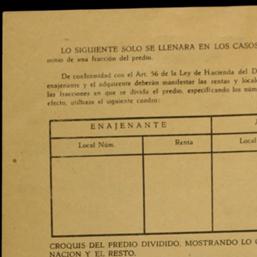 LO SIGUIENTE SOLO SE LLENARA EN LOS CASOS
minio de una fracción del predio.
De conformidad con el Art. 56 de la Ley de Hacienda del D
enajenante y el adquirente deberán manifestar las rentas y local
las fracciones en que se divida el predio, especificando los núm
efecto, utilizase el siguiente cuadro:
ENAJENANTE
Local Núm. Renta
CROQUIS DEL PREDIO DIVIDIDO, MOSTRANDO LO
NACION Y EL RESTO.